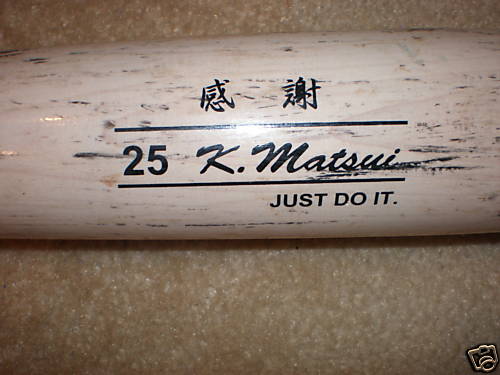 感謝
25 K. Matsui
JUST DO IT.